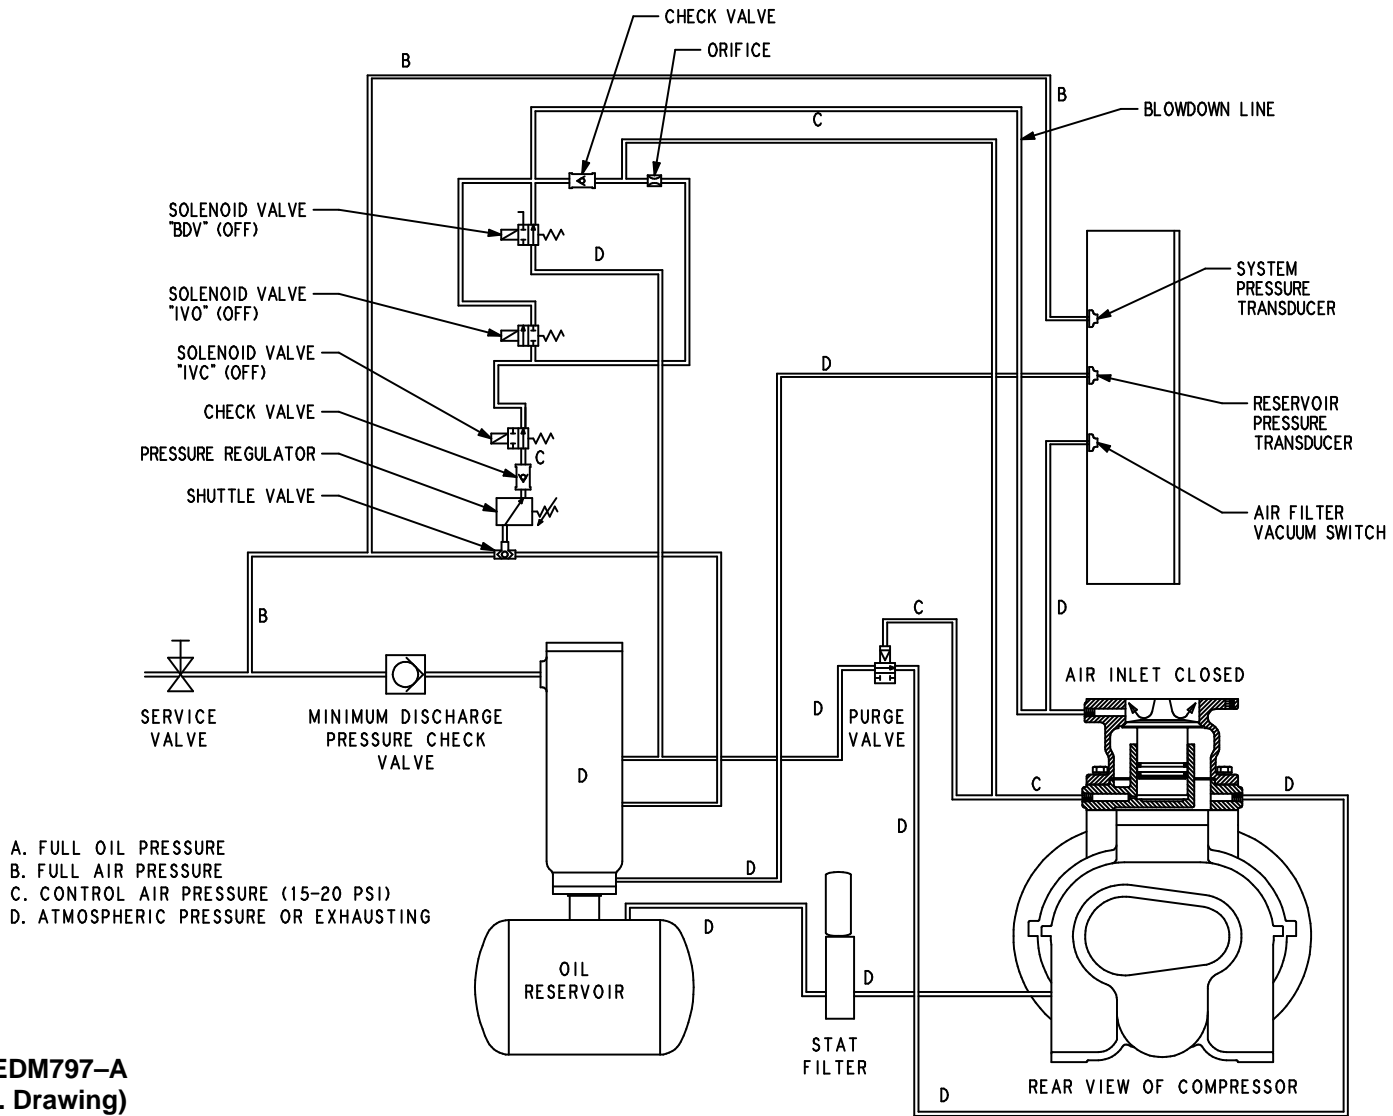 CHECK VALVE
ORIFICE
B
B
BLOWDOWN LINE
C
SOLENOID VALVE
"BDV" (OFF)
D
SYSTEM
PRESSURE
TRANSDUCER
SOLENOID VALVE
"IVO" (OFF)
SOLENOID VALVE
"IVC" (OFF)
D
CHECK VALVE
RESERVOIR
PRESSURE
TRANSDUCER
PRESSURE REGULATOR
C
SHUTTLE VALVE
AIR FILTER
VACUUM SWITCH
B
C
D
AIR INLET CLOSED
SERVICE
VALVE
MINIMUM DISCHARGE
PRESSURE CHECK
VALVE
D
PURGE
VALVE
D
C
D
D
A. FULL OIL PRESSURE
B. FULL AIR PRESSURE
C. CONTROL AIR PRESSURE (15-20 PSI)
D. ATMOSPHERIC PRESSURE OR EXHAUSTING
D
D
OIL
RESERVOIR
D
STAT
FILTER
REAR VIEW OF COMPRESSOR
D
EDM797–A
. Drawing)